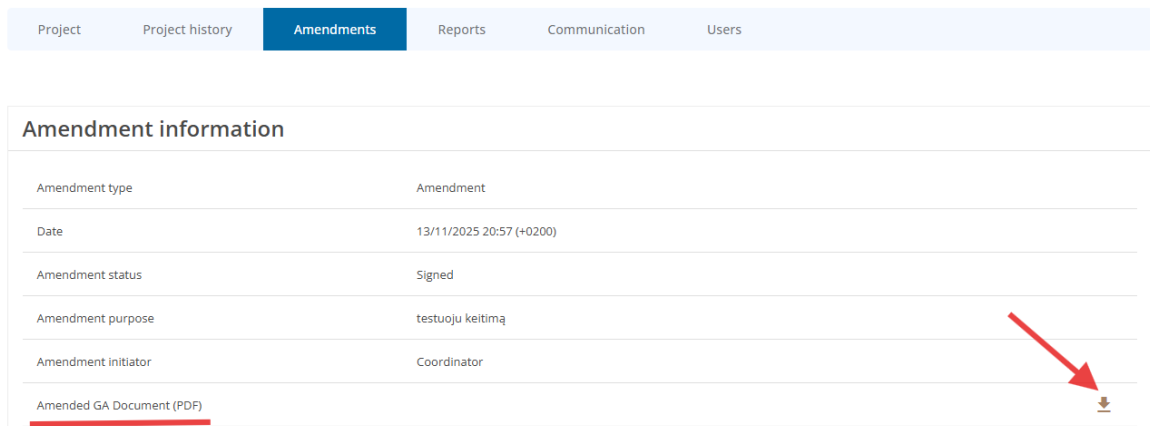 Project Project history Amendments Reports Communication Users
Amendment information
Amendment type Amendment
Date 13/11/2025 20:57 (+0200)
Amendment status Signed
Amendment purpose testuoju keitimą
Amendment initiator Coordinator
Amended GA Document (PDF)